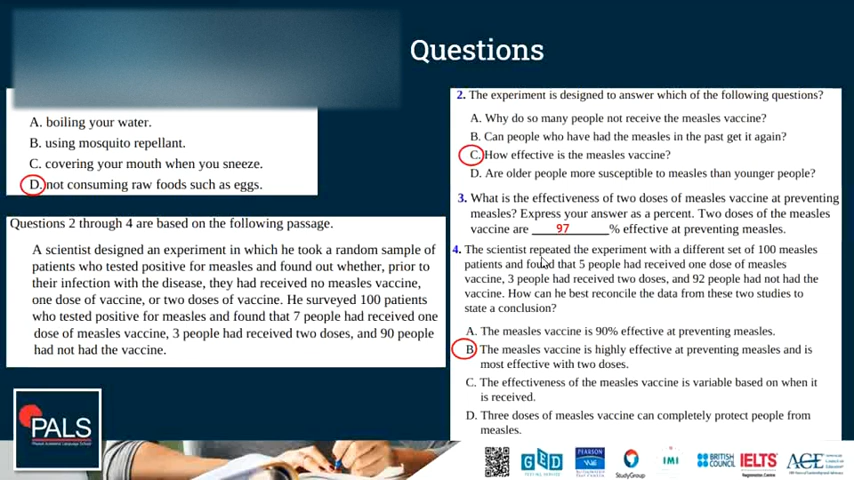 Questions
A. boiling your water.
B. using mosquito repellant.
C. covering your mouth when you sneeze.
D. not consuming raw foods such as eggs.
Questions 2 through 4 are based on the following passage.
A scientist designed an experiment in which he took a random sample of
patients who tested positive for measles and found out whether, prior to
their infection with the disease, they had received no measles vaccine,
one dose of vaccine, or two doses of vaccine. He surveyed 100 patients
who tested positive for measles and found that 7 people had received one
dose of measles vaccine, 3 people had received two doses, and 90 people
had not had the vaccine.
2. The experiment is designed to answer which of the following questions?
A. Why do so many people not receive the measles vaccine?
B. Can people who have had the measles in the past get it again?
C. How effective is the measles vaccine?
D. Are older people more susceptible to measles than younger people?
3. What is the effectiveness of two doses of measles vaccine at preventing
measles? Express your answer as a percent. Two doses of the measles
vaccine are 97 % effective at preventing measles.
4. The scientist repeated the experiment with a different set of 100 measles
patients and found that 5 people had received one dose of measles
vaccine, 3 people had received two doses, and 92 people had not had the
vaccine. How can he best reconcile the data from these two studies to
state a conclusion?
A. The measles vaccine is 90% effective at preventing measles.
B. The measles vaccine is highly effective at preventing measles and is
most effective with two doses.
C. The effectiveness of the measles vaccine is variable based on when it
is received.
D. Three doses of measles vaccine can completely protect people from
measles.
PALS
GED
PEARSON
VUE
StudyGroup
IMI
BRITISH
COUNCIL
IELTS
ACE